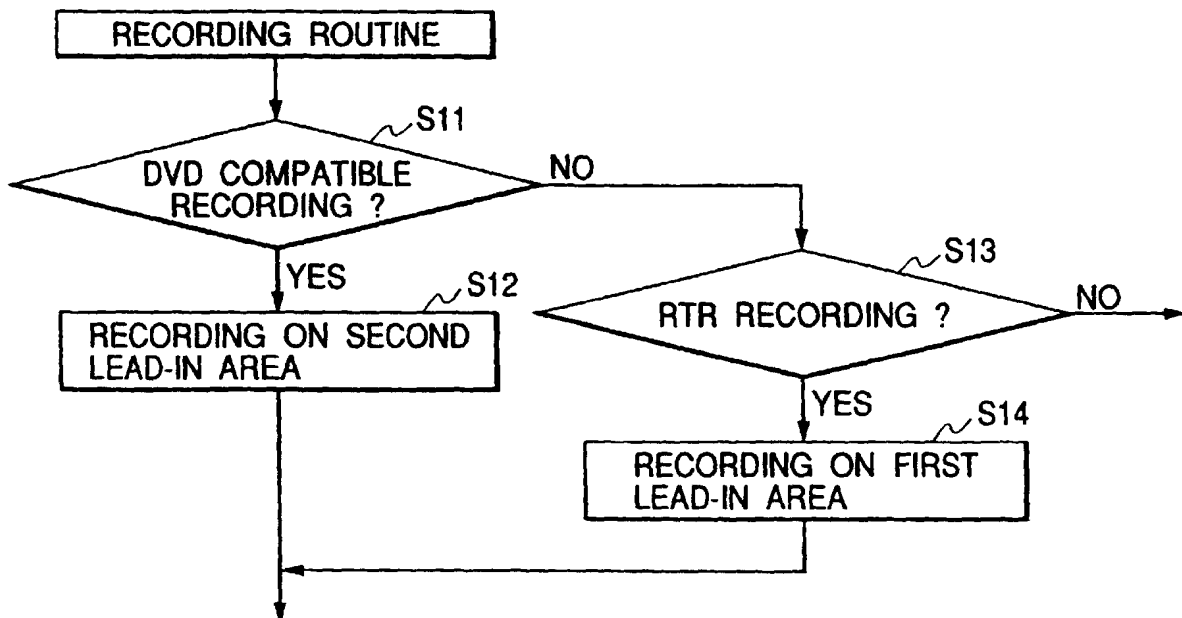 RECORDING ROUTINE
S11
DVD COMPATIBLE
RECORDING ?
NO
YES
S12
RECORDING ON SECOND
LEAD-IN AREA
S13
RTR RECORDING ?
NO
YES
S14
RECORDING ON FIRST
LEAD-IN AREA